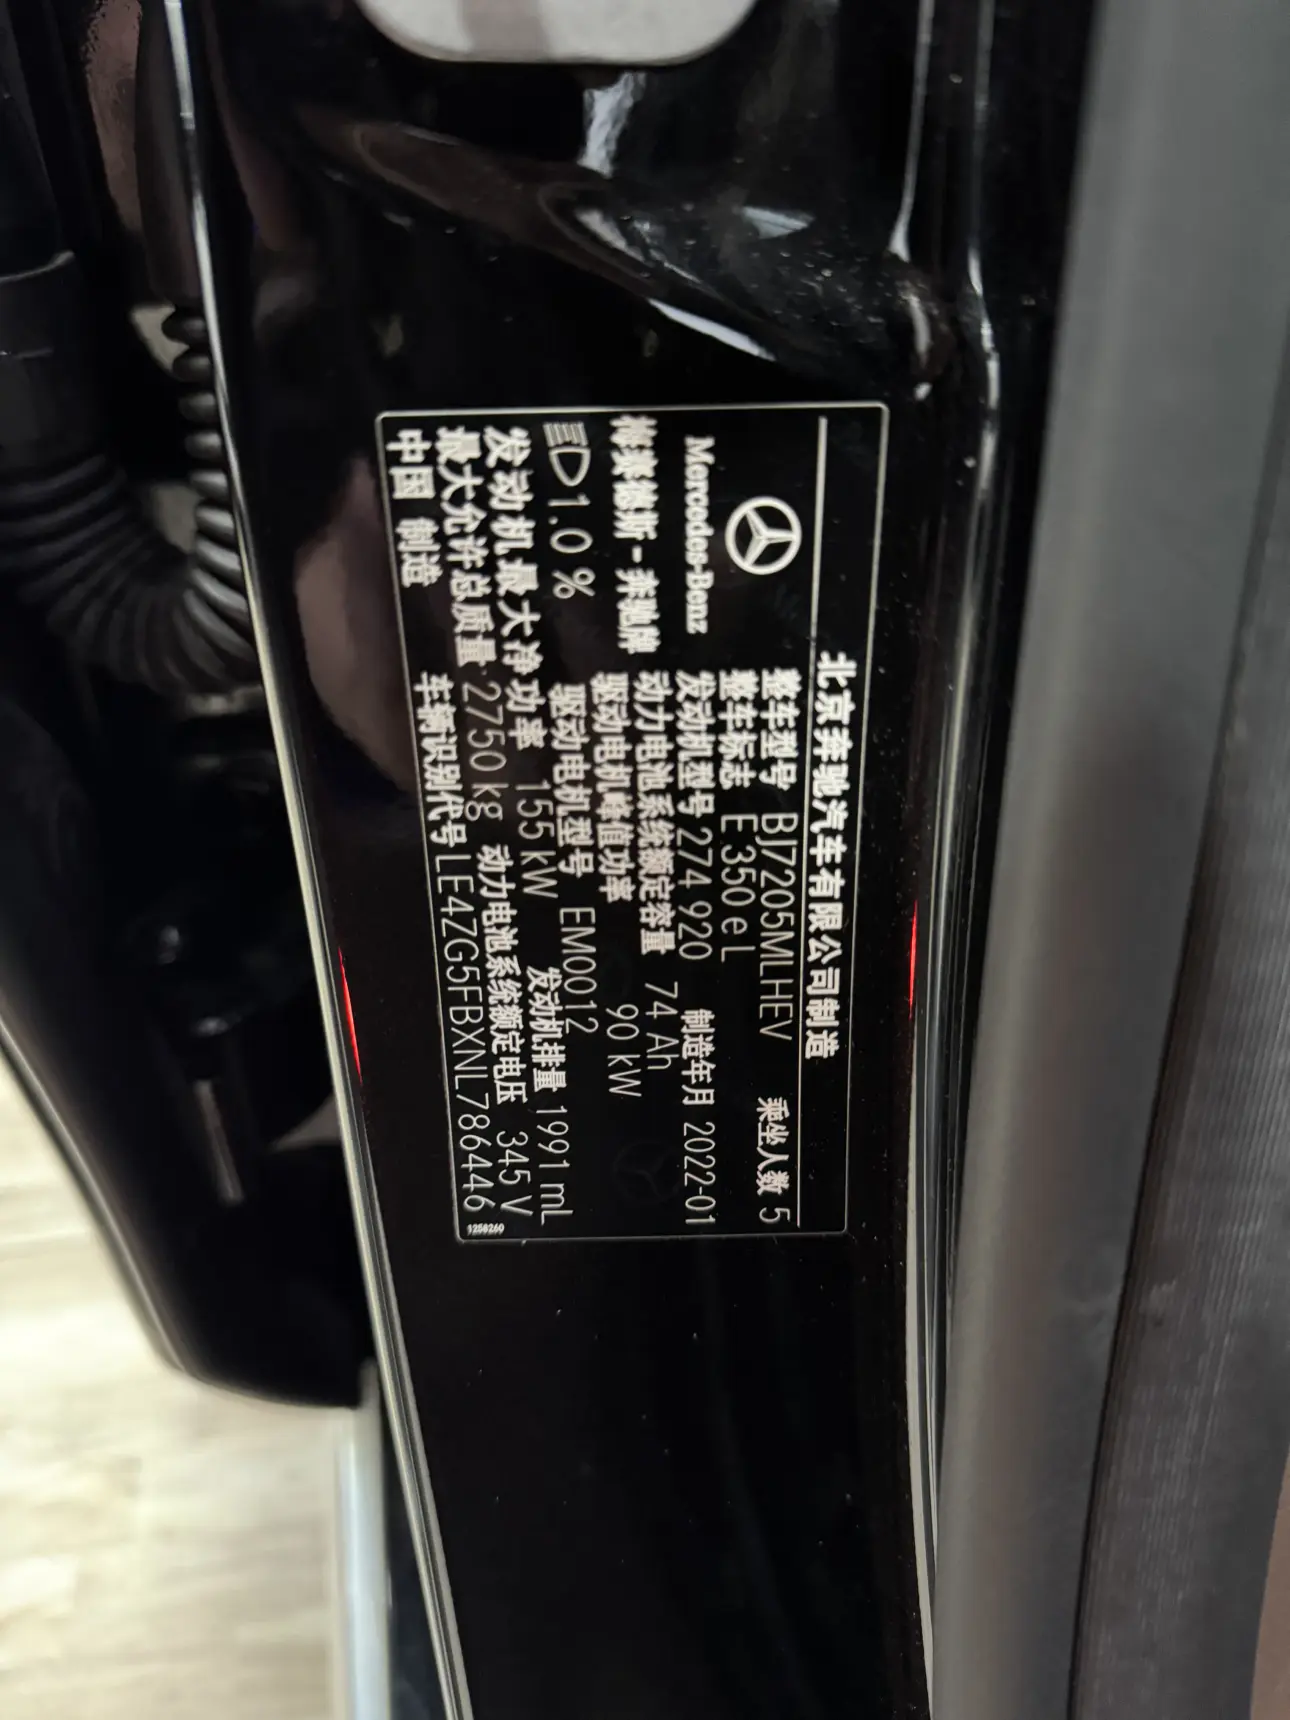 北京奔驰汽车有限公司制造
Mercedes-Benz
梅赛德斯-奔驰牌
整车型号 BJ7205MLHEV 乘坐人数 5
整车标志 E 350 e L
发动机型号 274 920 制造年月 2022-01
动力电池系统额定容量 74 Ah
驱动电机峰值功率 90 kW
1.0 % 驱动电机型号 EM0012
发动机最大净功率 155 kW 发动机排量 1991 mL
最大允许总质量 2750 kg 动力电池系统额定电压 345 V
中国 制造 车辆识别代号 LE4ZG5FBXNL786446
1258260